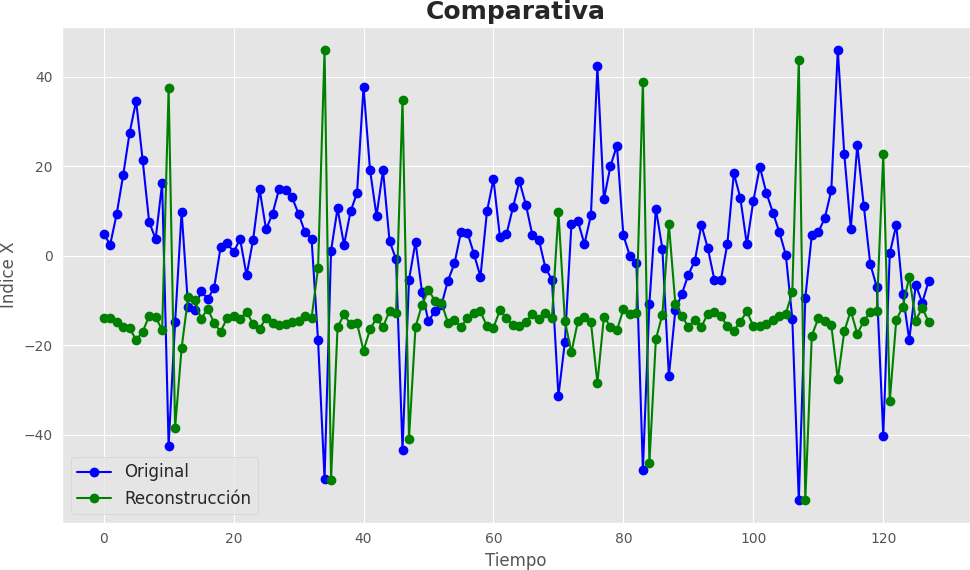 Comparativa
Indice X
40
20
0
−20
−40
Original
Reconstrucción
0 20 40 60 80 100 120
Tiempo